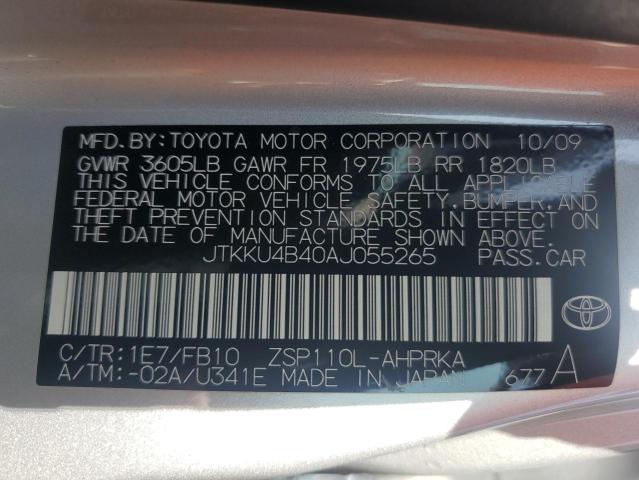 MFD.BY:TOYOTA MOTOR CORPORATION 10/09
GVWR 3605LB GAWR FR 1975LB RR 1820LB
THIS VEHICLE CONFORMS TO ALL APPLICABLE
FEDERAL MOTOR VEHICLE SAFETY,BUMPER,AND
THEFT PREVENTION STANDARDS IN EFFECT ON
THE DATE OF MANUFACTURE SHOWN ABOVE.
JTKKU4B40AJ055265 PASS.CAR
C/TR:1E7/FB10 ZSP110L-AHPRKA
A/TM:-02A/U341E MADE IN JAPAN 677 A